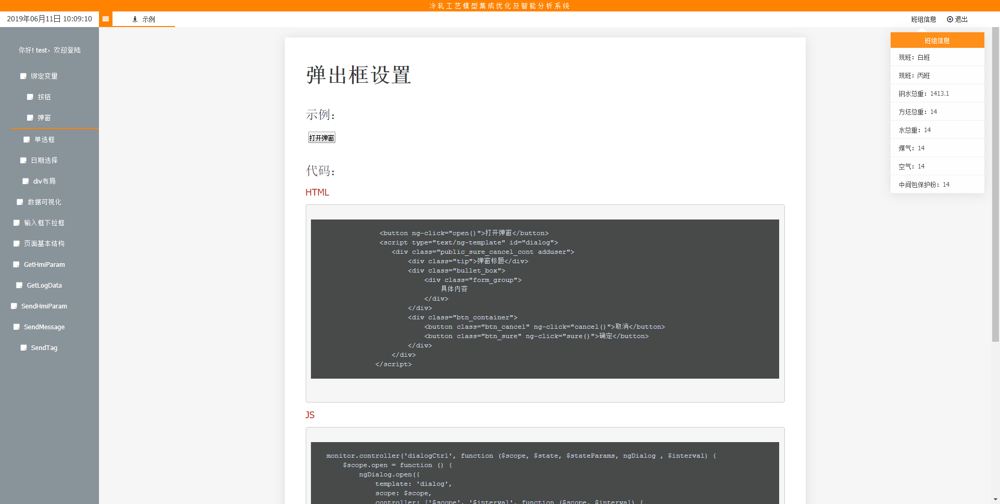 冷轧工艺模型集成优化及智能分析系统
2019年06月11日 10:09:10
示例
班组信息
退出
你好! test，欢迎登陆
绑定变量
按钮
弹窗
单选框
日期选择
div布局
数据可视化
输入框下拉框
页面基本结构
GetHmiParam
GetLogData
SendHmiParam
SendMessage
SendTag
弹出框设置
示例：
打开弹窗
代码：
HTML
<button ng-click="open()">打开弹窗</button>
<script type="text/ng-template" id="dialog">
<div class="public_sure_cancel_cont adduser">
<div class="tip">弹窗标题</div>
<div class="bullet_box">
<div class="form_group">
具体内容
</div>
</div>
<div class="btn_container">
<button class="btn_cancel" ng-click="cancel()">取消</button>
<button class="btn_sure" ng-click="sure()">确定</button>
</div>
</div>
</script>
JS
monitor.controller('dialogCtrl', function ($scope, $state, $stateParams, ngDialog , $interval) {
$scope.open = function () {
ngDialog.open({
template: 'dialog',
scope: $scope,
controller: ['$scope', '$interval', function ($scope, $interval) {
班组信息
现班：白班
现班：丙班
钢水总重：1413.1
方坯总重：14
水总重：14
煤气：14
空气：14
中间包保护粉：14